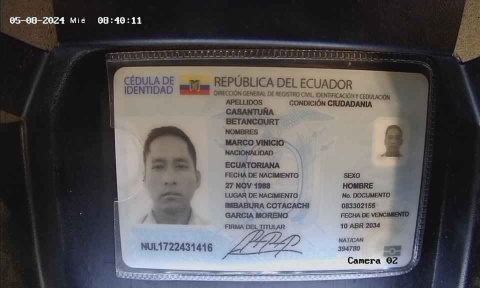 05-08-2024 Mié 08:40:11
CÉDULA DE IDENTIDAD
REPÚBLICA DEL ECUADOR
DIRECCIÓN GENERAL DE REGISTRO CIVIL, IDENTIFICACIÓN Y CEDULACIÓN
APELLIDOS CONDICIÓN CIUDADANÍA
CASANTUÑA
BETANCOURT
NOMBRES
MARCO VINICIO
NACIONALIDAD
ECUATORIANA
FECHA DE NACIMIENTO SEXO
27 NOV 1988 HOMBRE
LUGAR DE NACIMIENTO No. DOCUMENTO
IMBABURA COTACACHI 083302155
GARCIA MORENO FECHA DE VENCIMIENTO
FIRMA DEL TITULAR 10 ABR 2034
NAT/CAN
NUI.1722431416 394780
Camera 02